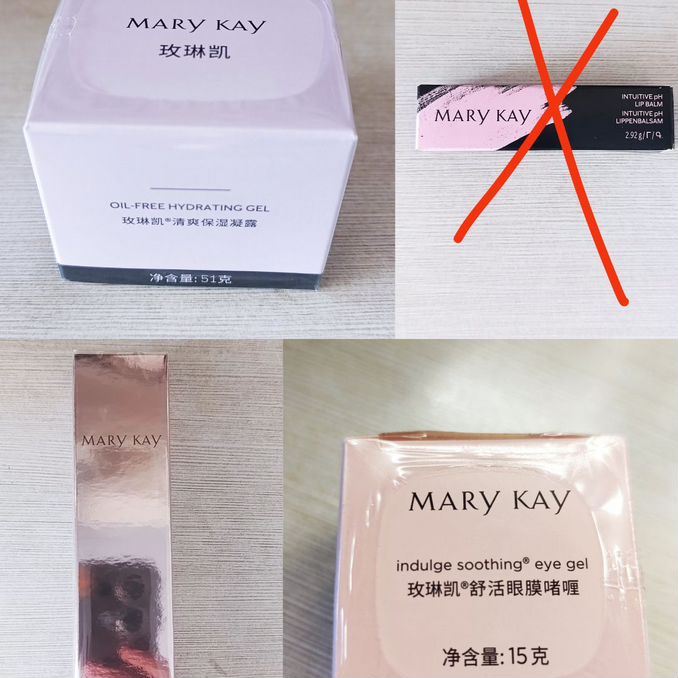 MARY KAY
玫琳凯
OIL-FREE HYDRATING GEL
玫琳凯®清爽保湿凝露
净含量: 51克
MARY KAY
INTUITIVE pH
LIP BALM
INTUITIVE pH
LIPPENBALSAM
2.92 g/Г/գ
MARY KAY
MARY KAY
indulge soothing® eye gel
玫琳凯®舒活眼膜啫喱
净含量: 15克